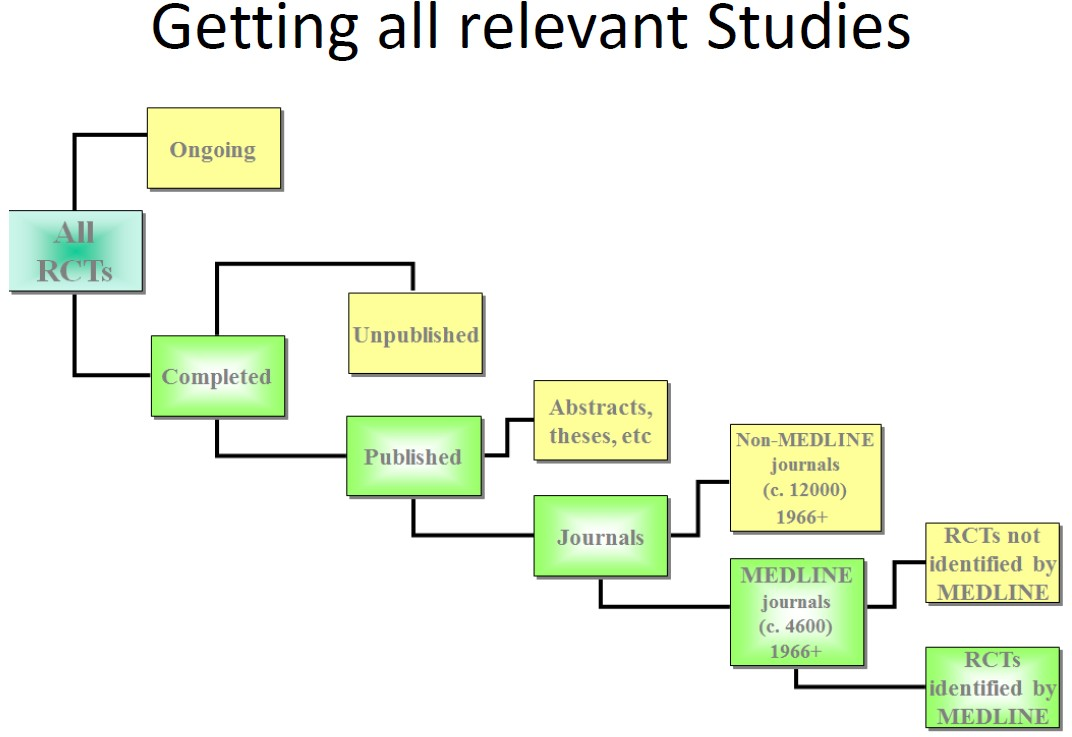 Getting all relevant Studies
Ongoing
All
RCTs
Unpublished
Completed
Abstracts,
theses, etc
Published
Non-MEDLINE
journals
(c. 12000)
1966+
Journals
RCTs not
identified by
MEDLINE
MEDLINE
journals
(c. 4600)
1966+
RCTs
identified by
MEDLINE